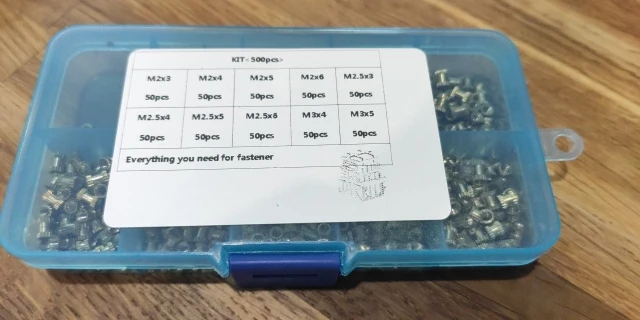 KIT<500pcs>
M2x3 M2x4 M2x5 M2x6 M2.5x3
50pcs 50pcs 50pcs 50pcs 50pcs
M2.5x4 M2.5x5 M2.5x6 M3x4 M3x5
50pcs 50pcs 50pcs 50pcs 50pcs
Everything you need for fastener